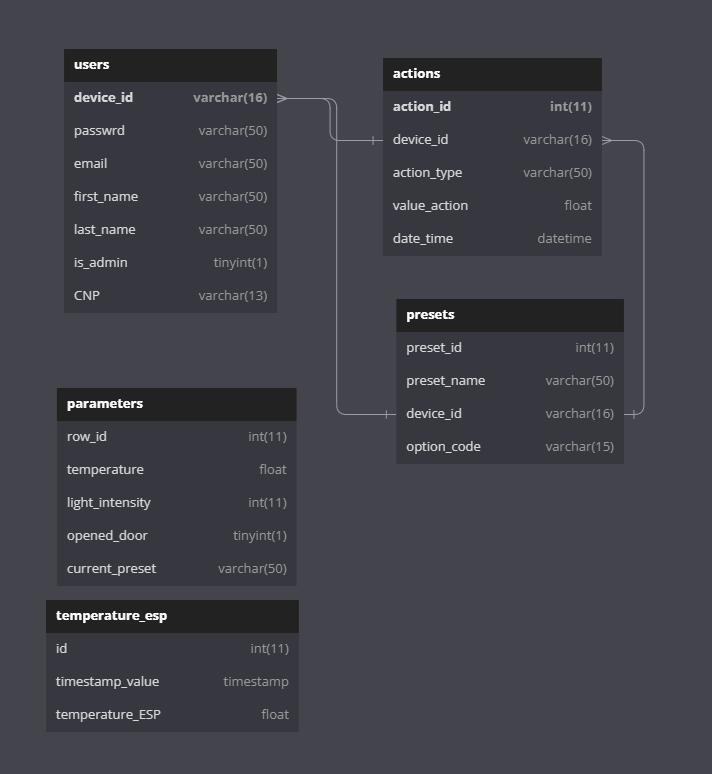 users
device_id varchar(16)
passwrd varchar(50)
email varchar(50)
first_name varchar(50)
last_name varchar(50)
is_admin tinyint(1)
CNP varchar(13)
actions
action_id int(11)
device_id varchar(16)
action_type varchar(50)
value_action float
date_time datetime
presets
preset_id int(11)
preset_name varchar(50)
device_id varchar(16)
option_code varchar(15)
parameters
row_id int(11)
temperature float
light_intensity int(11)
opened_door tinyint(1)
current_preset varchar(50)
temperature_esp
id int(11)
timestamp_value timestamp
temperature_ESP float